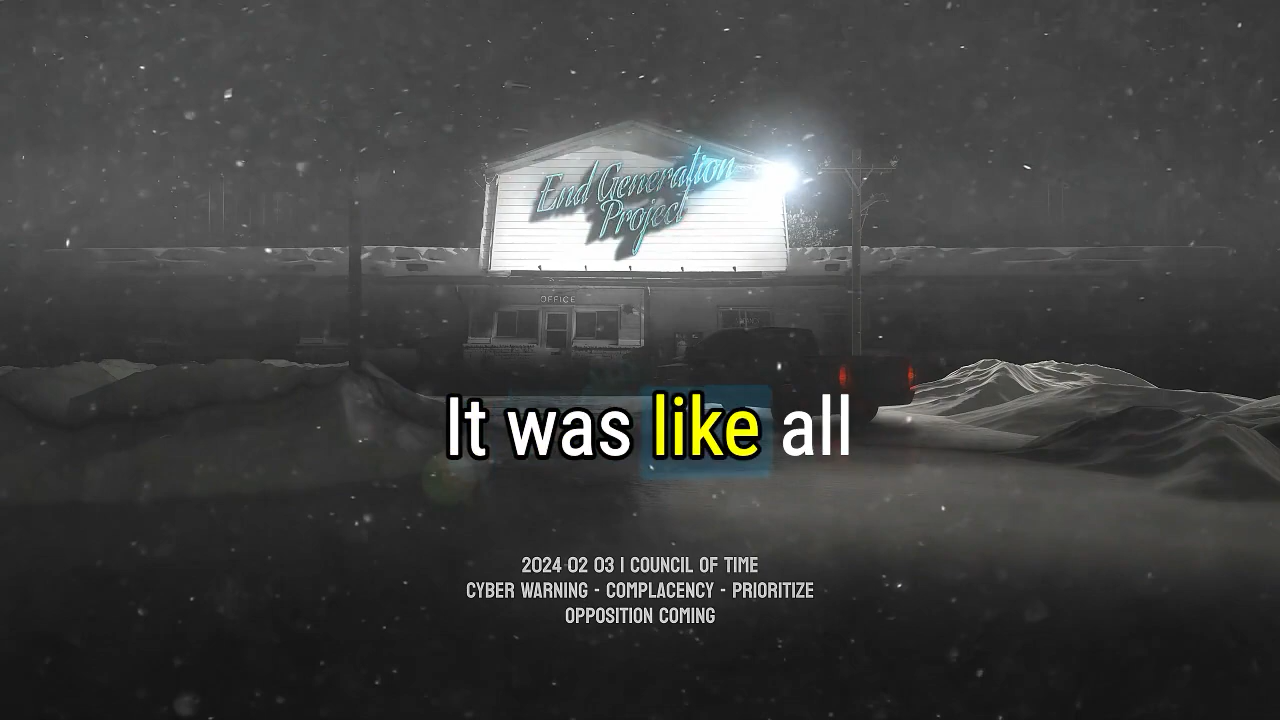 End Generation
Project
OFFICE
It was like all
2024 02 03 | COUNCIL OF TIME
CYBER WARNING - COMPLACENCY - PRIORITIZE
OPPOSITION COMING